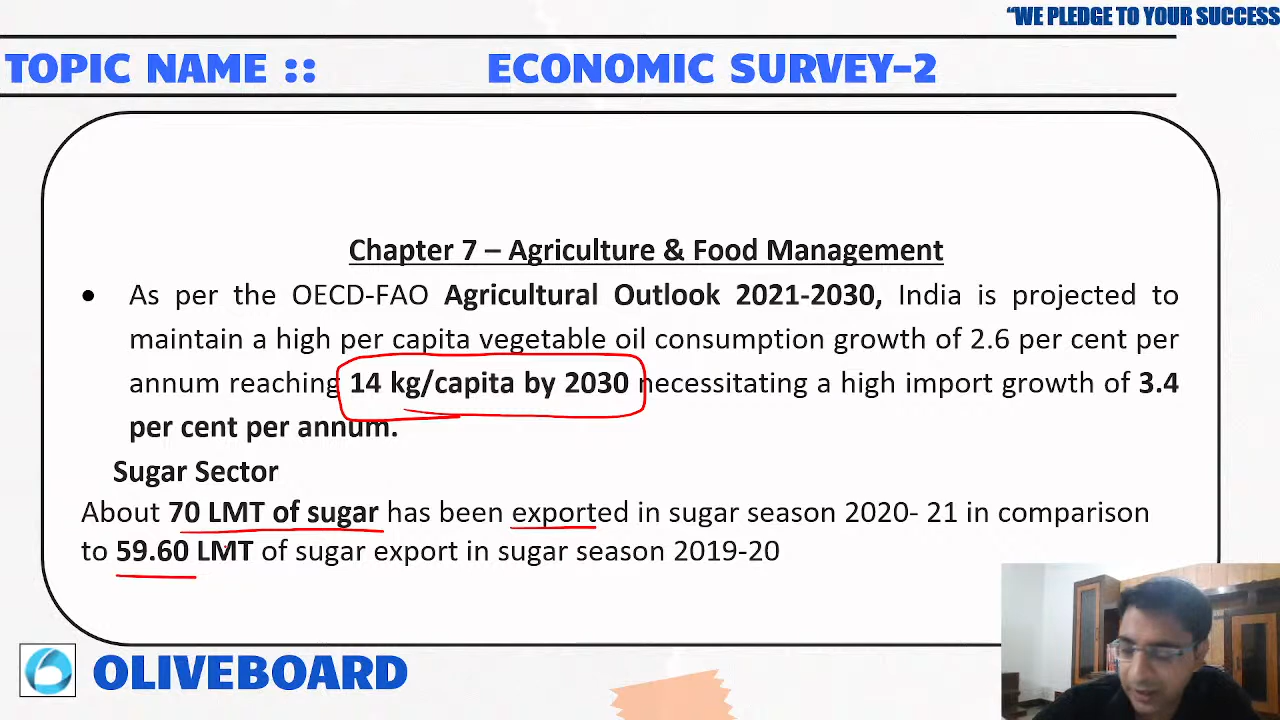 “WE PLEDGE TO YOUR SUCCESS
TOPIC NAME :: ECONOMIC SURVEY-2
Chapter 7 – Agriculture & Food Management
• As per the OECD-FAO Agricultural Outlook 2021-2030, India is projected to
maintain a high per capita vegetable oil consumption growth of 2.6 per cent per
annum reaching 14 kg/capita by 2030 necessitating a high import growth of 3.4
per cent per annum.
Sugar Sector
About 70 LMT of sugar has been exported in sugar season 2020- 21 in comparison
to 59.60 LMT of sugar export in sugar season 2019-20
OLIVEBOARD